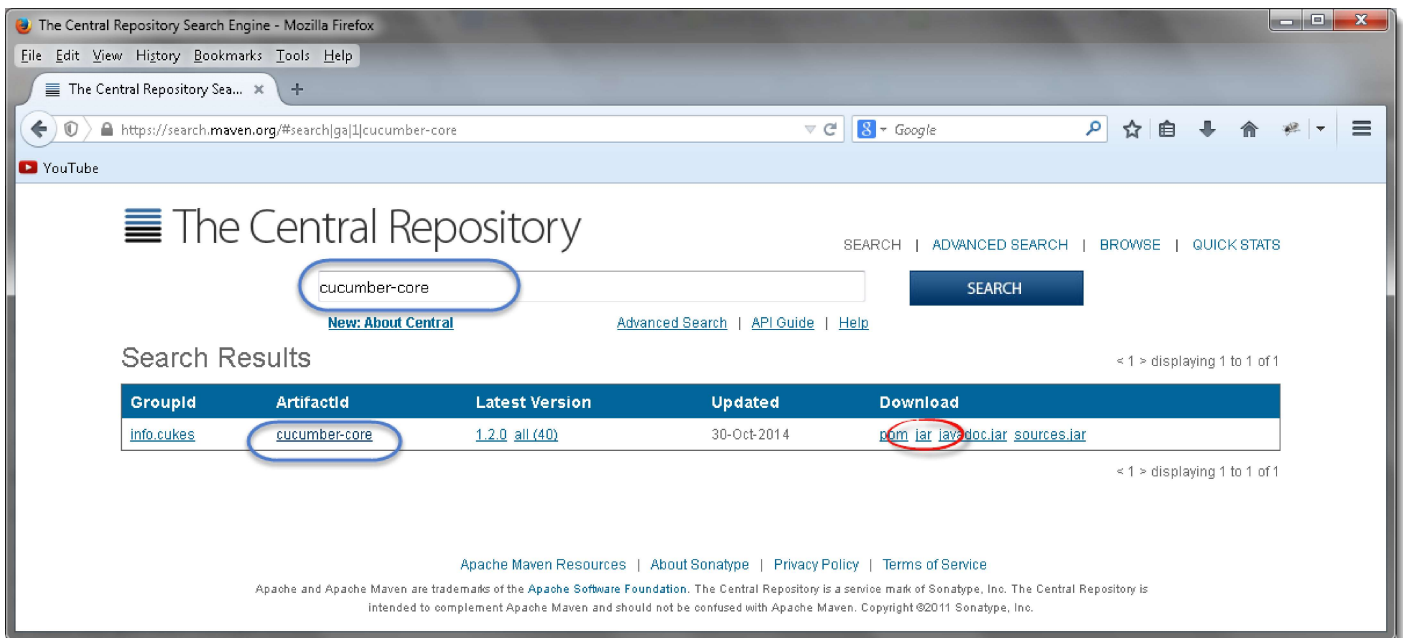 The Central Repository Search Engine - Mozilla Firefox
File Edit View History Bookmarks Tools Help
The Central Repository Sea... × +
https://search.maven.org/#search|ga|1|cucumber-core
8 Google
YouTube
The Central Repository
SEARCH | ADVANCED SEARCH | BROWSE | QUICK STATS
cucumber-core
SEARCH
New: About Central
Advanced Search | API Guide | Help
Search Results
< 1 > displaying 1 to 1 of 1
GroupId ArtifactId Latest Version Updated Download
info.cukes cucumber-core 1.2.0 all (40) 30-Oct-2014 pom jar javadoc.jar sources.jar
< 1 > displaying 1 to 1 of 1
Apache Maven Resources | About Sonatype | Privacy Policy | Terms of Service
Apache and Apache Maven are trademarks of the Apache Software Foundation. The Central Repository is a service mark of Sonatype, Inc. The Central Repository is
intended to complement Apache Maven and should not be confused with Apache Maven. Copyright ©2011 Sonatype, Inc.